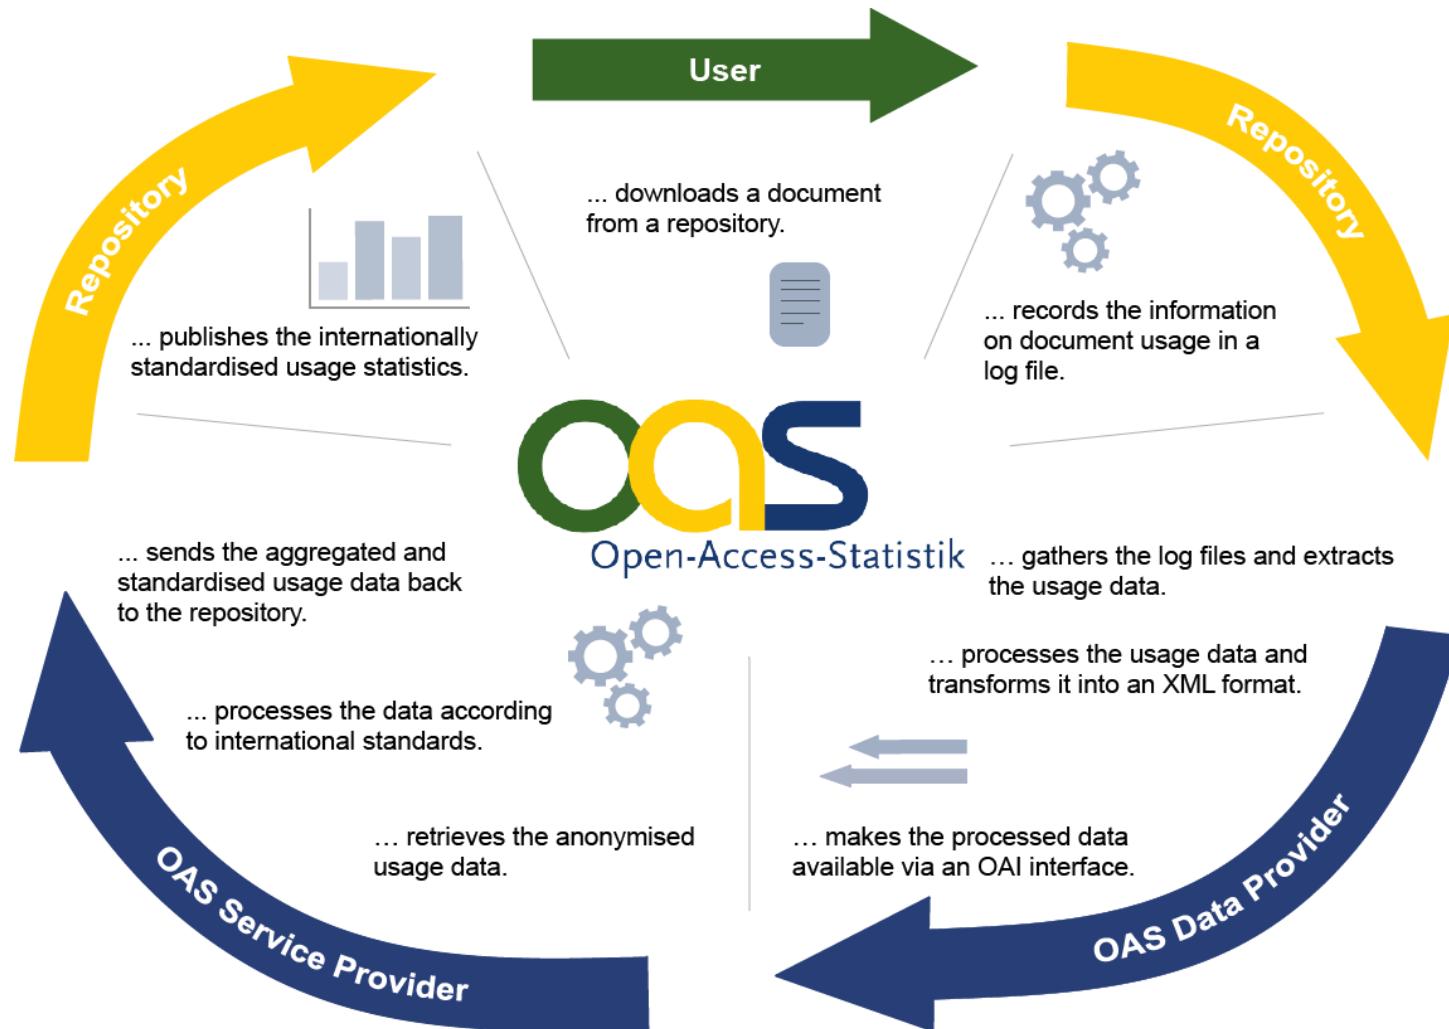 User
... downloads a document
from a repository.
Repository
... records the information
on document usage in a
log file.
… gathers the log files and extracts
the usage data.
… processes the usage data and
transforms it into an XML format.
… makes the processed data
available via an OAI interface.
OAS Data Provider
… retrieves the anonymised
usage data.
... processes the data according
to international standards.
... sends the aggregated and
standardised usage data back
to the repository.
OAS Service Provider
Repository
... publishes the internationally
standardised usage statistics.
oas
Open-Access-Statistik